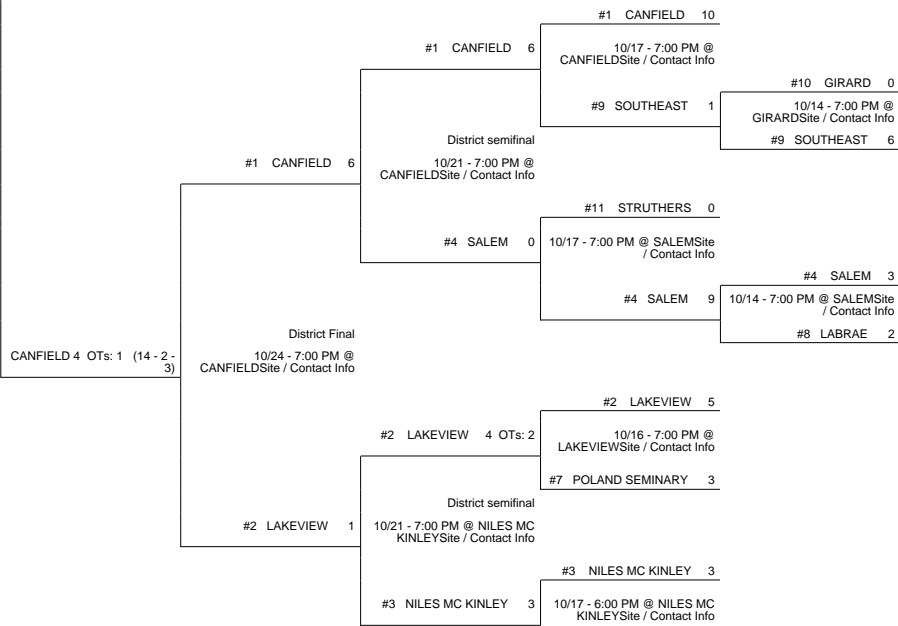 #1 CANFIELD 10
#1 CANFIELD 6
10/17 - 7:00 PM @
CANFIELDSite / Contact Info
#10 GIRARD 0
#9 SOUTHEAST 1
10/14 - 7:00 PM @
GIRARDSite / Contact Info
District semifinal
#9 SOUTHEAST 6
#1 CANFIELD 6
10/21 - 7:00 PM @
CANFIELDSite / Contact Info
#11 STRUTHERS 0
#4 SALEM 0
10/17 - 7:00 PM @ SALEMSite
/ Contact Info
#4 SALEM 3
#4 SALEM 9
10/14 - 7:00 PM @ SALEMSite
/ Contact Info
District Final
#8 LABRAE 2
CANFIELD 4 OTs: 1 (14 - 2 -
3)
10/24 - 7:00 PM @
CANFIELDSite / Contact Info
#2 LAKEVIEW 5
#2 LAKEVIEW 4 OTs: 2
10/16 - 7:00 PM @
LAKEVIEWSite / Contact Info
#7 POLAND SEMINARY 3
District semifinal
#2 LAKEVIEW 1
10/21 - 7:00 PM @ NILES MC
KINLEYSite / Contact Info
#3 NILES MC KINLEY 3
#3 NILES MC KINLEY 3
10/17 - 6:00 PM @ NILES MC
KINLEYSite / Contact Info